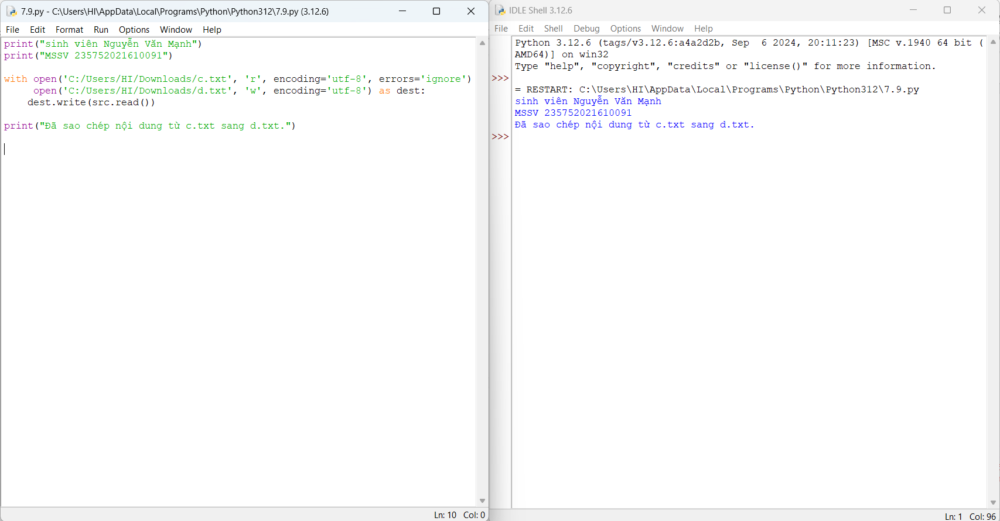 7.9.py - C:\Users\HI\AppData\Local\Programs\Python\Python312\7.9.py (3.12.6)
File Edit Format Run Options Window Help
print("sinh viên Nguyễn Văn Mạnh")
print("MSSV 235752021610091")
with open('C:/Users/HI/Downloads/c.txt', 'r', encoding='utf-8', errors='ignore')
open('C:/Users/HI/Downloads/d.txt', 'w', encoding='utf-8') as dest:
dest.write(src.read())
print("Đã sao chép nội dung từ c.txt sang d.txt.")
Ln: 10 Col: 0
IDLE Shell 3.12.6
File Edit Shell Debug Options Window Help
Python 3.12.6 (tags/v3.12.6:a4a2d2b, Sep  6 2024, 20:11:23) [MSC v.1940 64 bit (
AMD64)] on win32
Type "help", "copyright", "credits" or "license()" for more information.
>>>
= RESTART: C:\Users\HI\AppData\Local\Programs\Python\Python312\7.9.py
sinh viên Nguyễn Văn Mạnh
MSSV 235752021610091
Đã sao chép nội dung từ c.txt sang d.txt.
>>>
Ln: 1 Col: 96